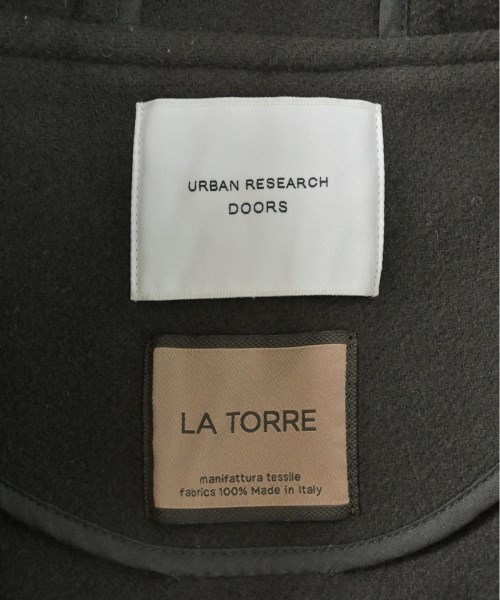 URBAN RESEARCH
DOORS
LA TORRE
manifattura tessile
fabrics 100% Made in Italy